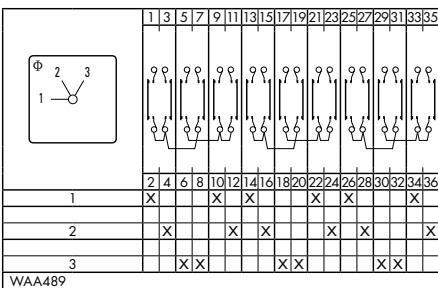 1 3 5 7 9 11 13 15 17 19 21 23 25 27 29 31 33 35
Φ
2 3
1
2 4 6 8 10 12 14 16 18 20 22 24 26 28 30 32 34 36
1 X X X X X X
2 X X X X X X
3 X X X X X X
WAA489